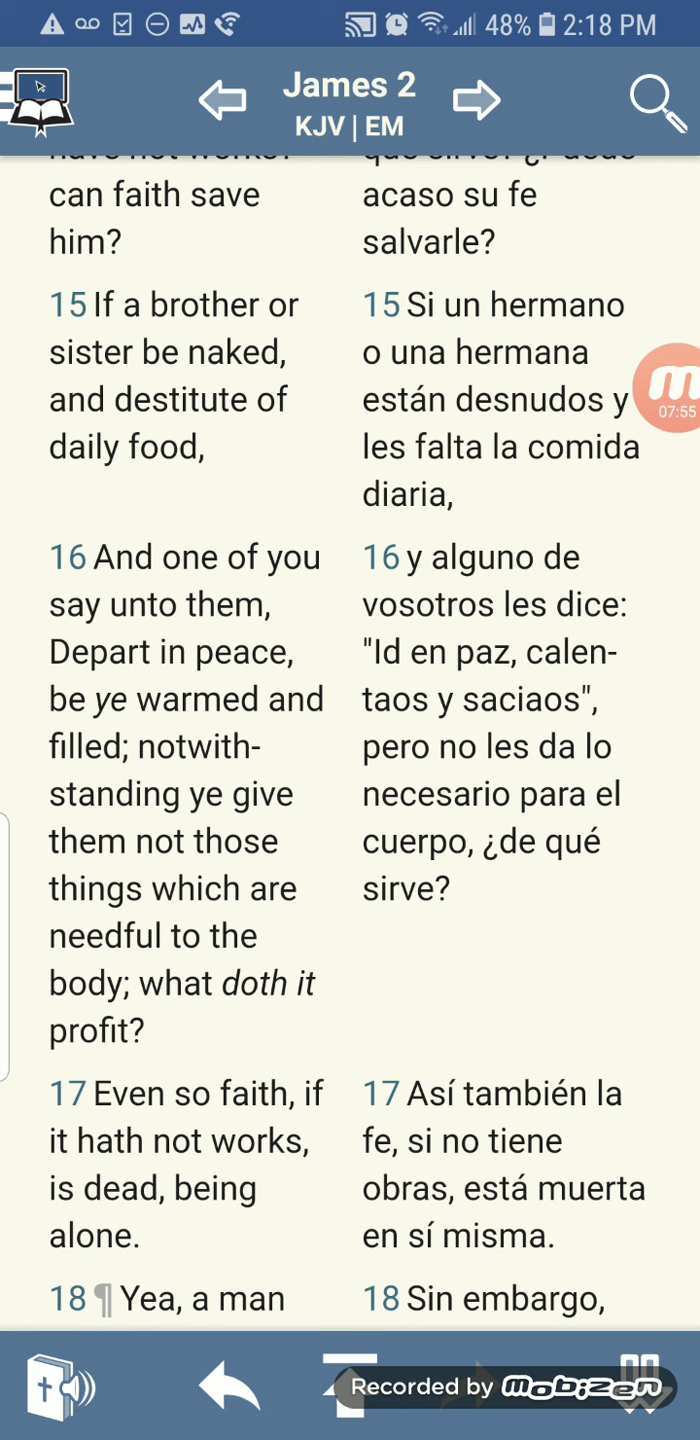 48% 2:18 PM
James 2
KJV | EM
can faith save
him?
15 If a brother or
sister be naked,
and destitute of
daily food,
16 And one of you
say unto them,
Depart in peace,
be ye warmed and
filled; notwith-
standing ye give
them not those
things which are
needful to the
body; what doth it
profit?
17 Even so faith, if
it hath not works,
is dead, being
alone.
18 ¶ Yea, a man
acaso su fe
salvarle?
15 Si un hermano
o una hermana
están desnudos y
les falta la comida
diaria,
16 y alguno de
vosotros les dice:
"Id en paz, calen-
taos y saciaos",
pero no les da lo
necesario para el
cuerpo, ¿de qué
sirve?
17 Así también la
fe, si no tiene
obras, está muerta
en sí misma.
18 Sin embargo,
07:55
Recorded by mobizen